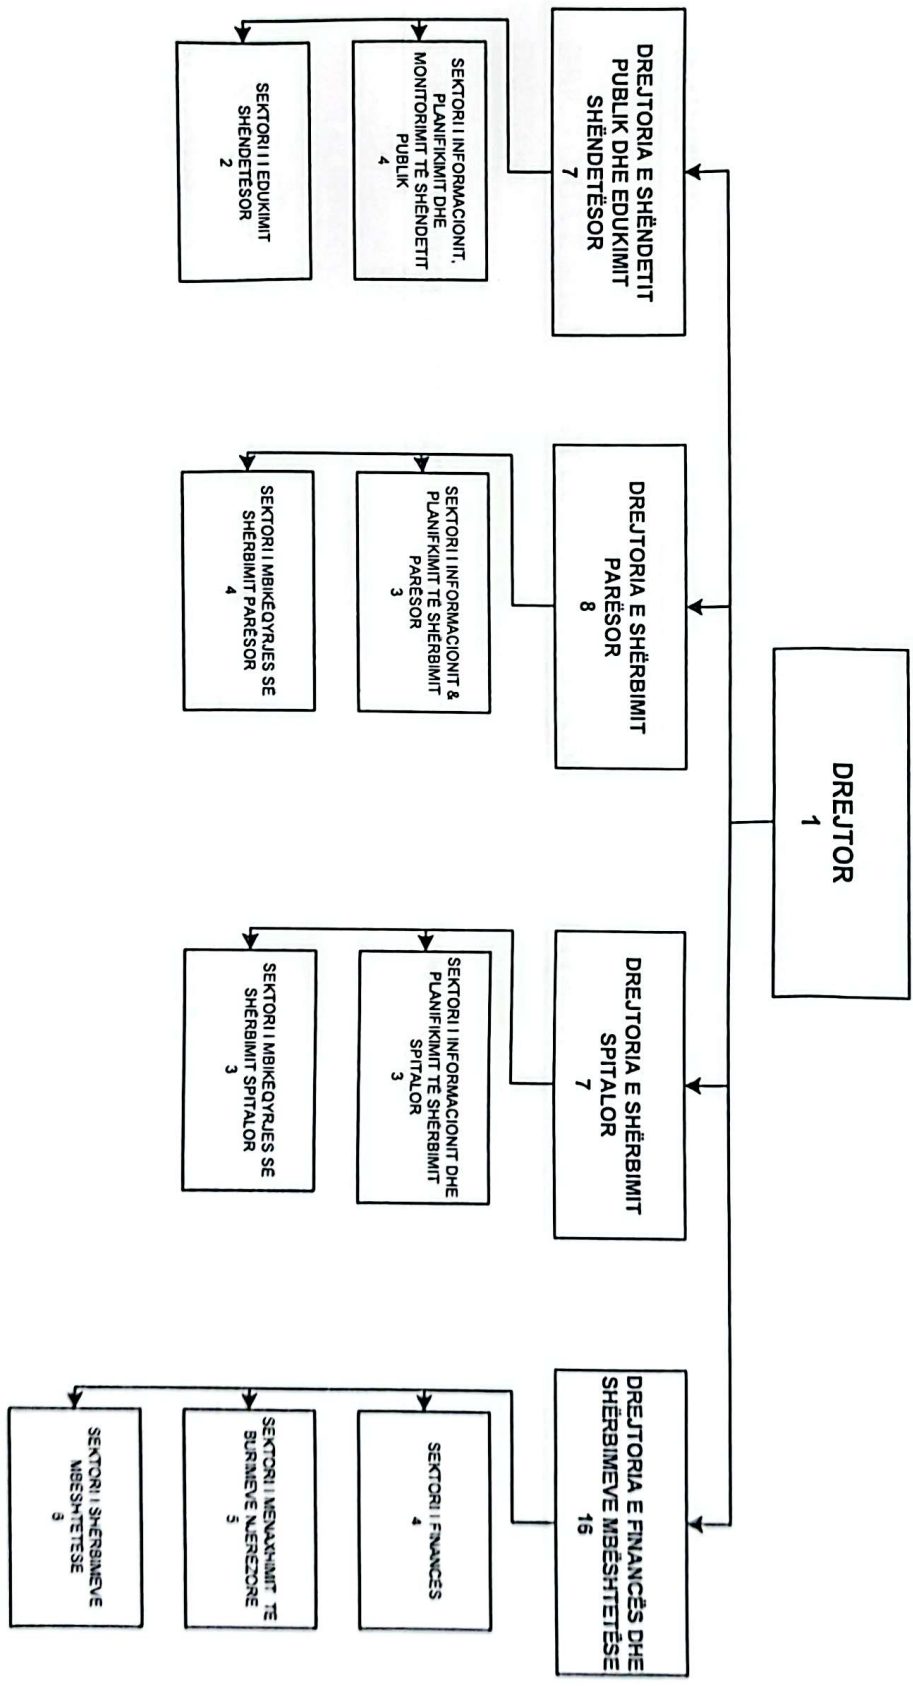 DREJTOR
1
DREJTORIA E SHËNDETIT
PUBLIK DHE EDUKIMIT
SHËNDETËSOR
7
SEKTORI I INFORMACIONIT,
PLANIFIKIMIT DHE
MONITORIMIT TË SHËNDETIT
PUBLIK
4
SEKTORI I EDUKIMIT
SHËNDETËSOR
2
DREJTORIA E SHËRBIMIT
PARËSOR
8
SEKTORI I INFORMACIONIT &
PLANIFKIMIT TË SHËRBIMIT
PARËSOR
3
SEKTORI I MBIKËQYRJES SË
SHËRBIMIT PARËSOR
4
DREJTORIA E SHËRBIMIT
SPITALOR
7
SEKTORI I INFORMACIONIT DHE
PLANIFIKIMIT TË SHËRBIMIT
SPITALOR
3
SEKTORI I MBIKËQYRJES SË
SHËRBIMIT SPITALOR
3
DREJTORIA E FINANCËS DHE
SHËRBIMEVE MBËSHTETËSE
16
SEKTORI I FINANCËS
4
SEKTORI I MENAXHIMIT TË
BURIMEVE NJERËZORE
5
SEKTORI I SHËRBIMEVE
MBËSHTETËSE
6